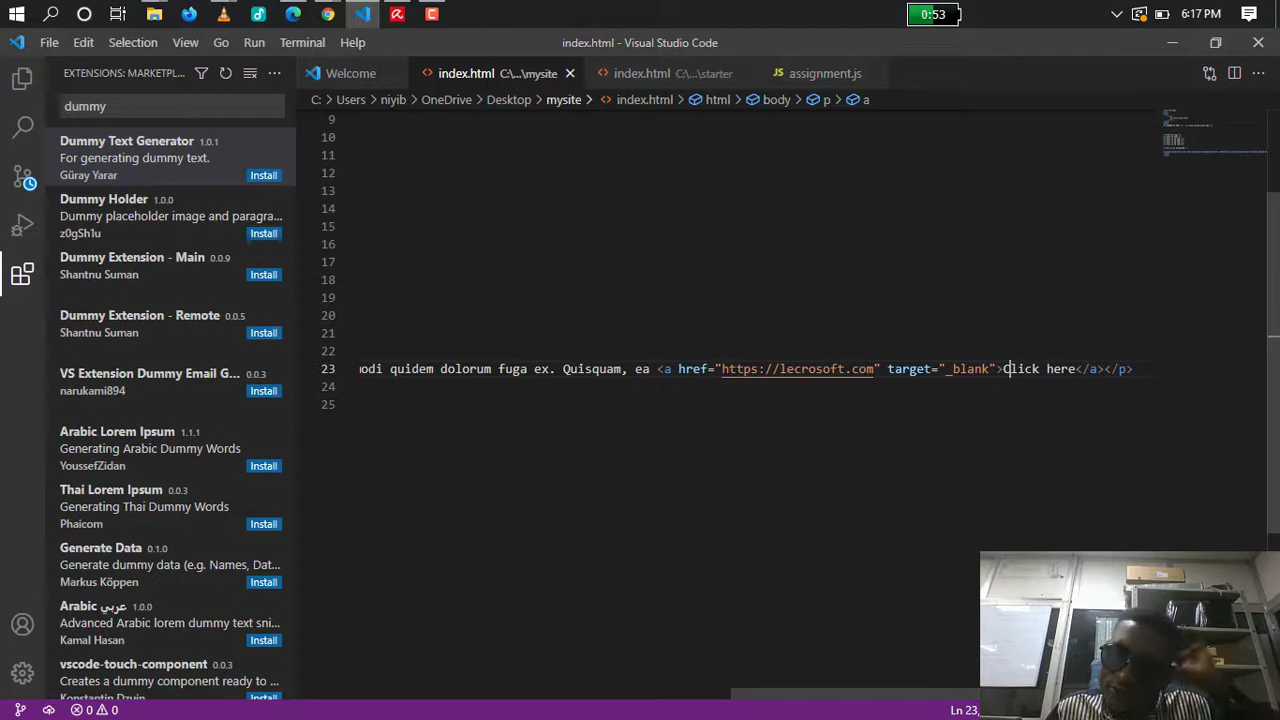 0:53
6:17 PM
File Edit Selection View Go Run Terminal Help
index.html - Visual Studio Code
EXTENSIONS: MARKETPL...
Welcome
index.html C:\...\mysite
index.html C:\...\starter
JS assignment.js
dummy
C: > Users > niyib > OneDrive > Desktop > mysite > index.html > html > body > p > a
Dummy Text Generator 1.0.1
For generating dummy text.
Güray Yarar Install
Dummy Holder 1.0.0
Dummy placeholder image and paragra...
z0gSh1u Install
Dummy Extension - Main 0.0.9
Shantnu Suman Install
Dummy Extension - Remote 0.0.5
Shantnu Suman Install
VS Extension Dummy Email G... 0.0.3
narukami894 Install
Arabic Lorem Ipsum 1.1.1
Generating Arabic Dummy Words
YoussefZidan Install
Thai Lorem Ipsum 0.0.3
Generating Thai Dummy Words
Phaicom Install
Generate Data 0.1.0
Generate dummy data (e.g. Names, Dat...
Markus Köppen Install
Arabic عربي 1.0.0
Advanced Arabic lorem dummy text sni...
Kamal Hasan Install
vscode-touch-component 0.0.3
Creates a dummy component ready to ...
Konstantin Dzuin Install
9
10
11
12
13
14
15
16
17
18
19
20
21
22
23 odi quidem dolorum fuga ex. Quisquam, ea <a href="https://lecrosoft.com" target="_blank">Click here</a></p>
24
25
0 0
Ln 23,